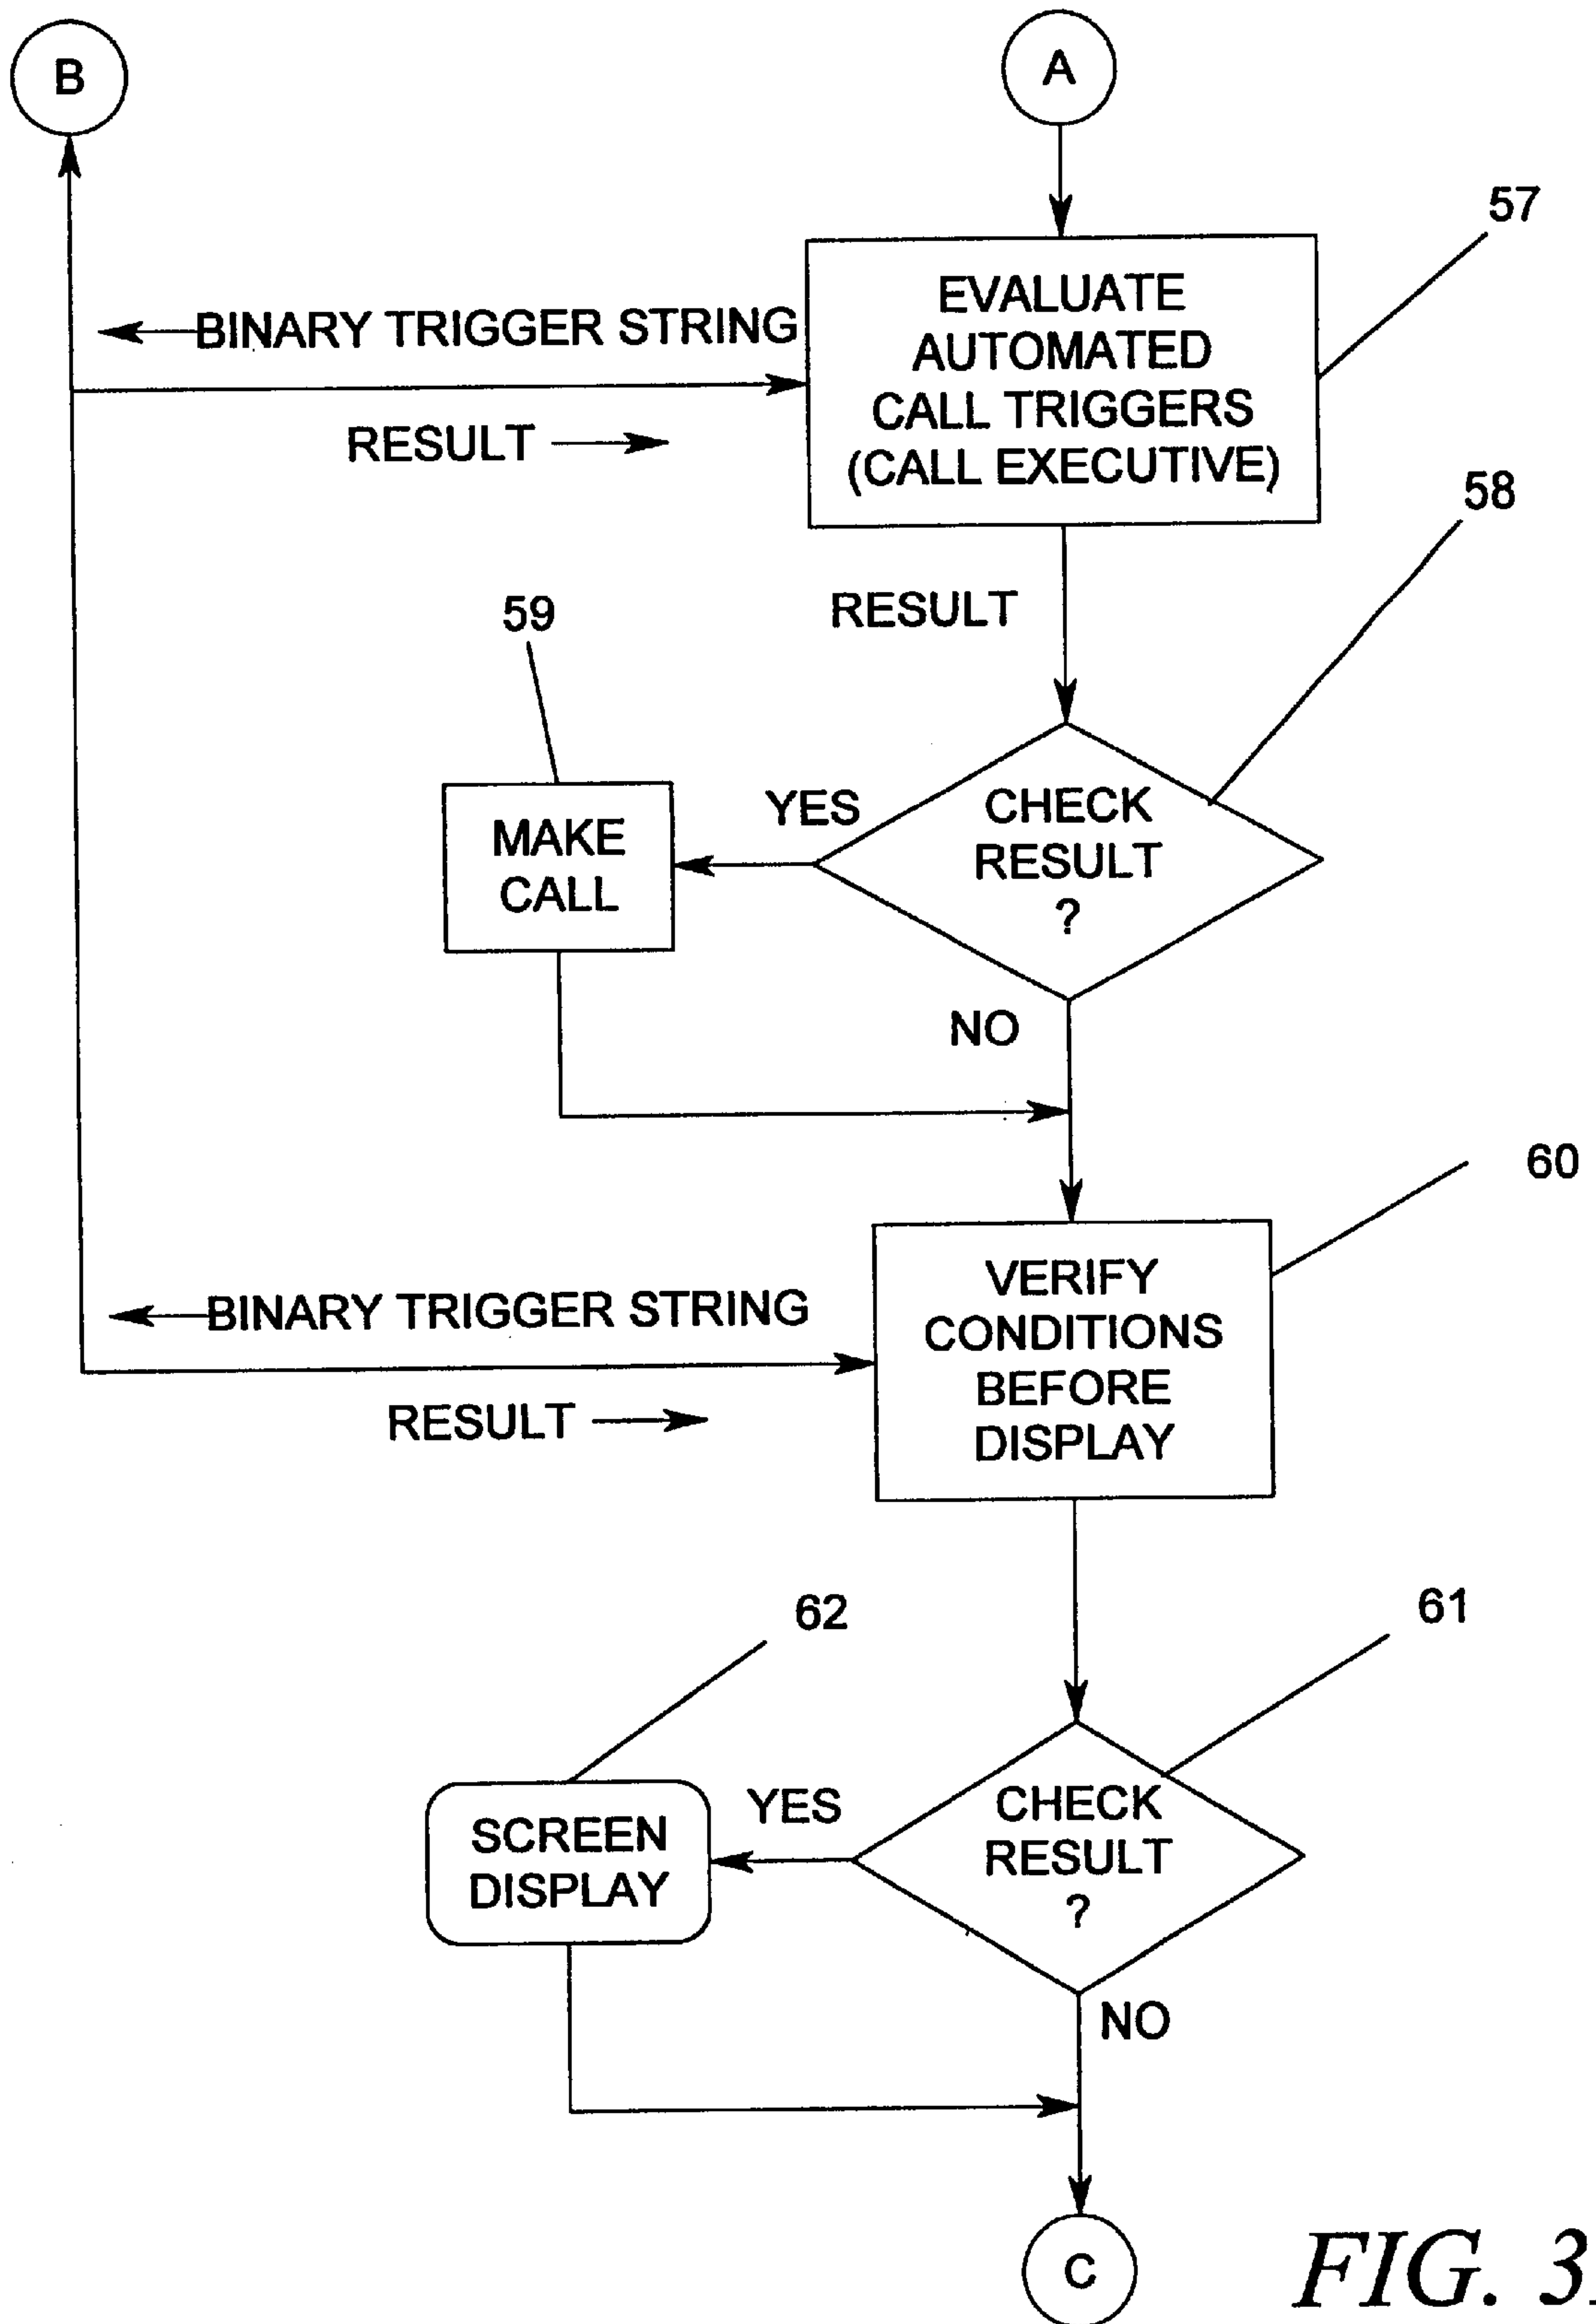 B
A
57
BINARY TRIGGER STRING
EVALUATE
AUTOMATED
CALL TRIGGERS
(CALL EXECUTIVE)
RESULT
58
RESULT
59
YES
CHECK
RESULT
?
MAKE
CALL
NO
60
BINARY TRIGGER STRING
VERIFY
CONDITIONS
BEFORE
DISPLAY
RESULT
62
61
YES
CHECK
RESULT
?
SCREEN
DISPLAY
NO
C
FIG. 3